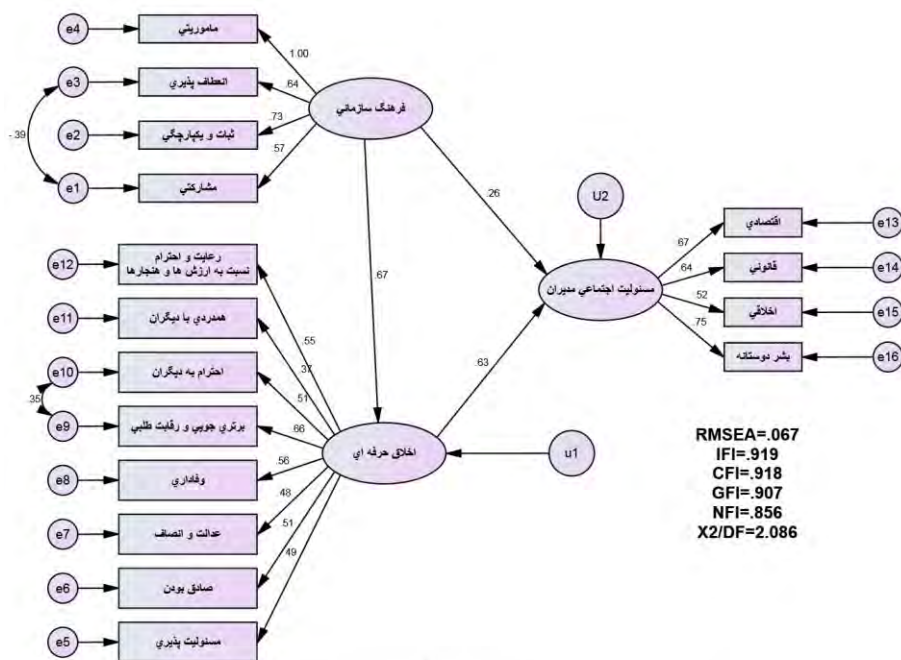 e4
ماموريتي
1.00
e3
انعطاف پذيري
.64
فرهنگ سازماني
-.39
e2
ثبات و يكپارچگي
.73
e1
مشاركتي
.57
.26
U2
اقتصادي
e13
.67
e12
رعايت و احترام
نسبت به ارزش ها و هنجارها
.67
مسئوليت اجتماعي مديران
.64
قانوني
e14
.52
اخلاقي
e15
e11
همدردي با ديگران
.75
بشر دوستانه
e16
.55
.37
e10
احترام به ديگران
.51
.63
.35
e9
برتري جويي و رقابت طلبي
.66
اخلاق حرفه اي
u1
e8
وفاداري
.56
e7
عدالت و انصاف
.48
.51
e6
صادق بودن
.49
e5
مسئوليت پذيري
RMSEA=.067
IFI=.919
CFI=.918
GFI=.907
NFI=.856
X2/DF=2.086